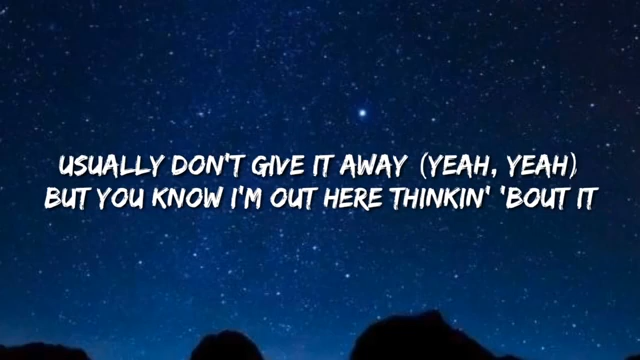 USUALLY DON'T GIVE IT AWAY (YEAH, YEAH)
BUT YOU KNOW I'M OUT HERE THINKIN' 'BOUT IT